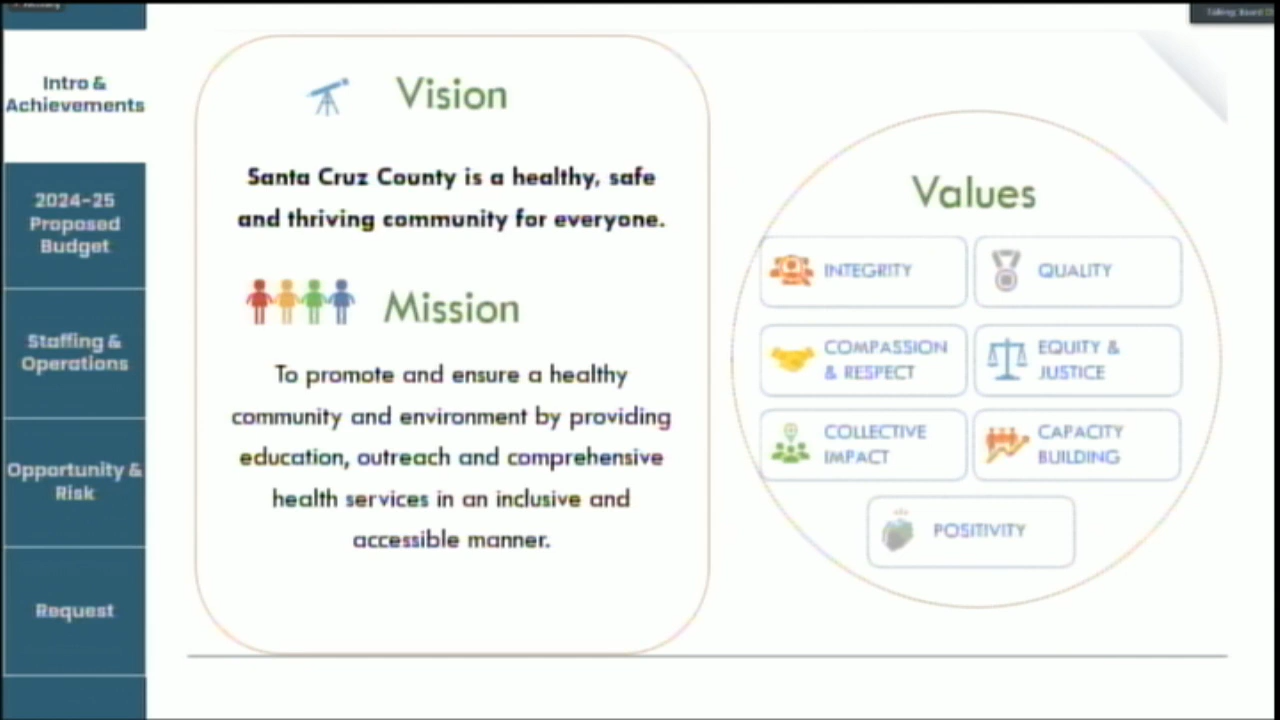 Intro &
Achievements
2024-25
Proposed
Budget
Staffing &
Operations
Opportunity &
Risk
Request
Vision
Santa Cruz County is a healthy, safe
and thriving community for everyone.
Mission
To promote and ensure a healthy
community and environment by providing
education, outreach and comprehensive
health services in an inclusive and
accessible manner.
Values
INTEGRITY
QUALITY
COMPASSION
& RESPECT
EQUITY &
JUSTICE
COLLECTIVE
IMPACT
CAPACITY
BUILDING
POSITIVITY
Talking: Board